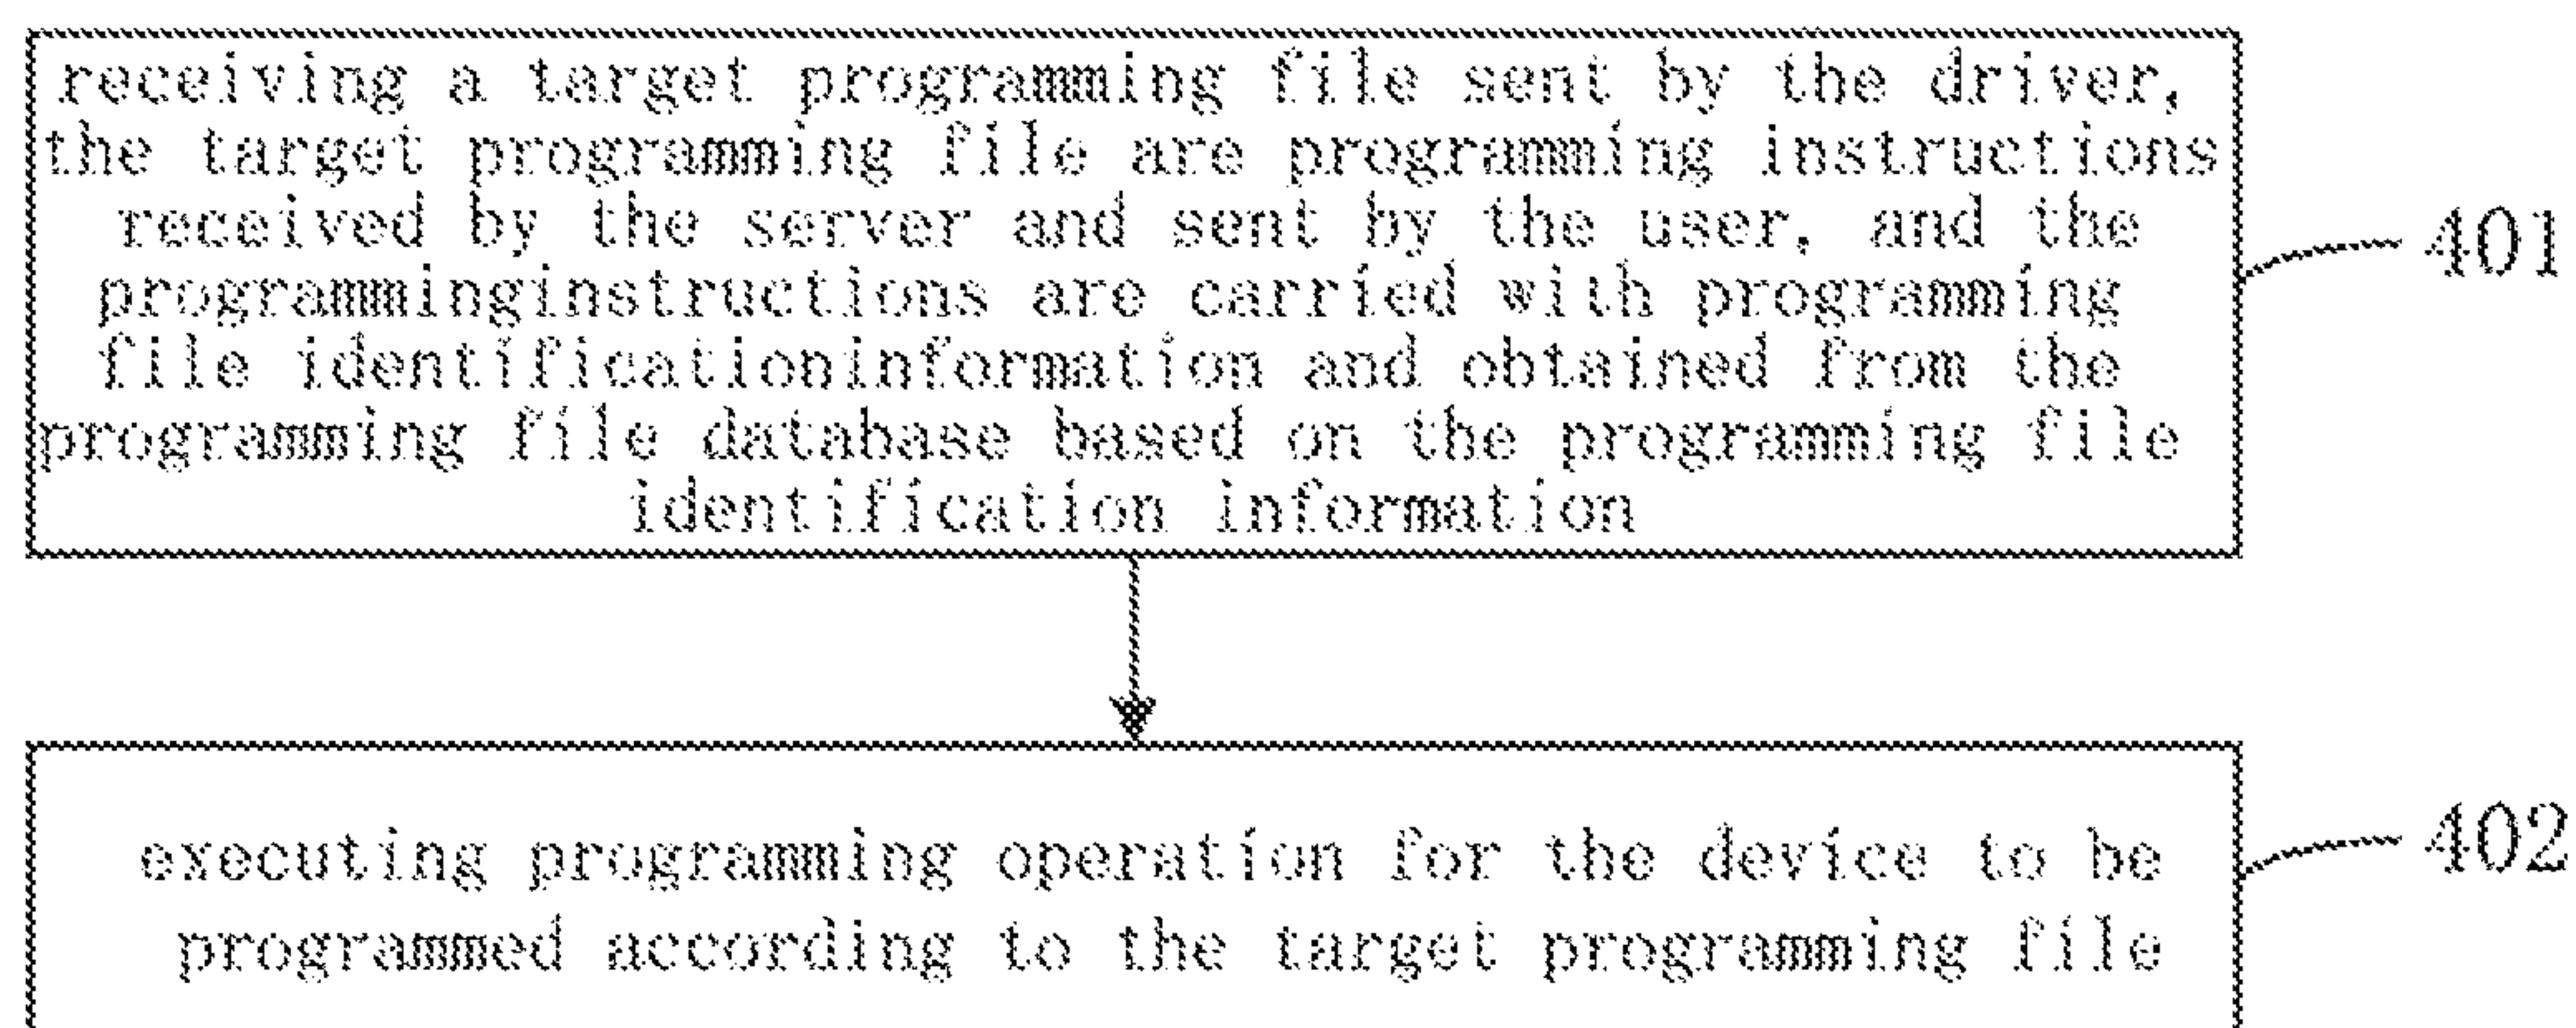 receiving a target programming file sent by the driver,
the target programming file are programming instructions
received by the server and sent by the user, and the
programminginstructions are carried with programming
file identificationinformation and obtained from the
programming file database based on the programming file
identification information
401
executing programming operation for the device to be
programmed according to the target programming file
402